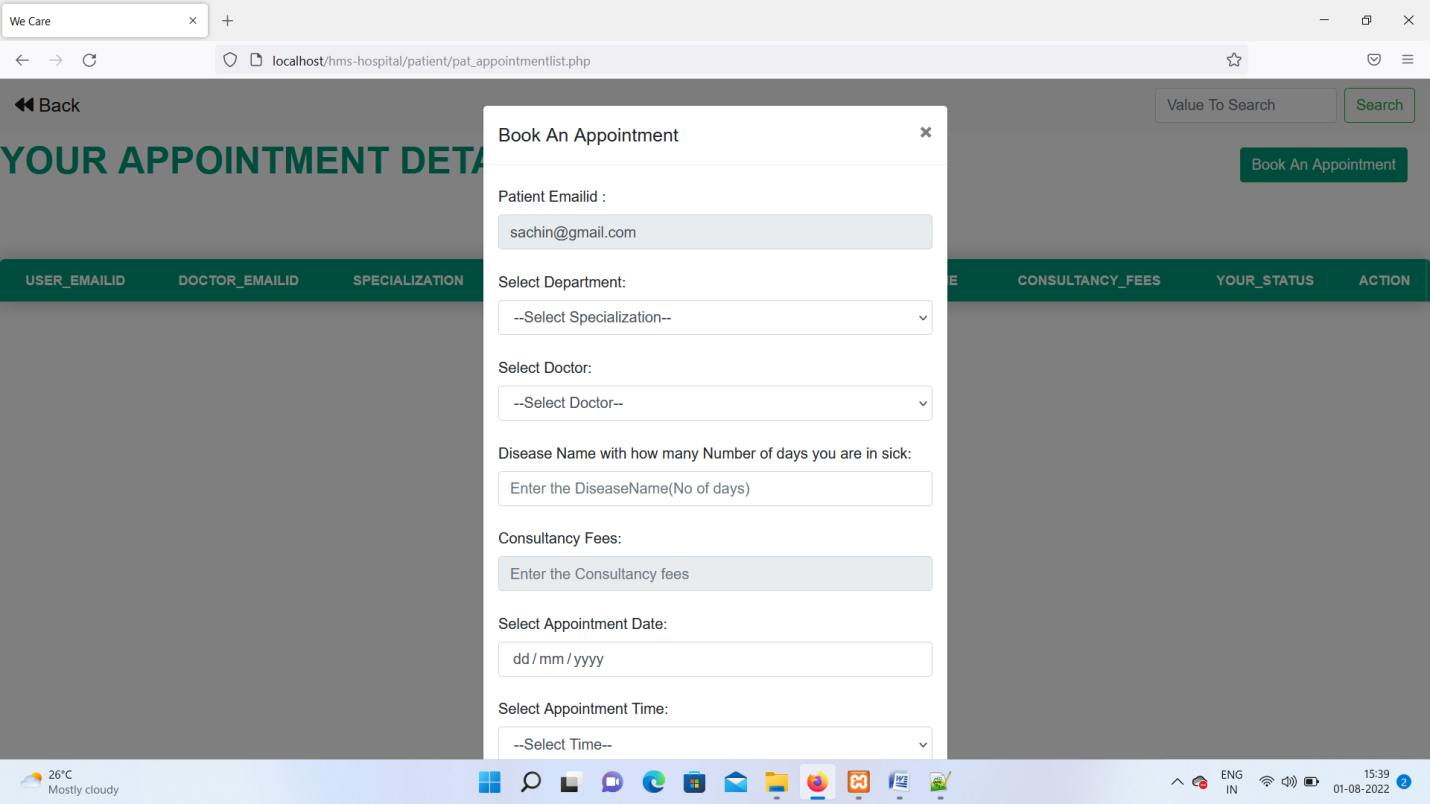 We Care
localhost/hms-hospital/patient/pat_appointmentlist.php
Back
Value To Search
Search
YOUR APPOINTMENT
Book An Appointment
Book An Appointment
Patient Emailid :
sachin@gmail.com
USER_EMAILID DOCTOR_EMAILID SPECIALIZATION CONSULTANCY_FEES YOUR_STATUS ACTION
Select Department:
--Select Specialization--
Select Doctor:
--Select Doctor--
Disease Name with how many Number of days you are in sick:
Enter the DiseaseName(No of days)
Consultancy Fees:
Enter the Consultancy fees
Select Appointment Date:
dd/mm/yyyy
Select Appointment Time:
--Select Time--
26°C
Mostly cloudy
ENG
IN
15:39
01-08-2022
2